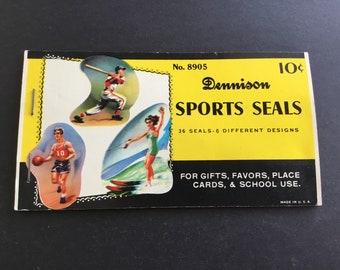 No. 8905
10¢
Dennison
SPORTS SEALS
36 SEALS-6 DIFFERENT DESIGNS
FOR GIFTS, FAVORS, PLACE
CARDS, & SCHOOL USE.
MADE IN U.S.A.
10